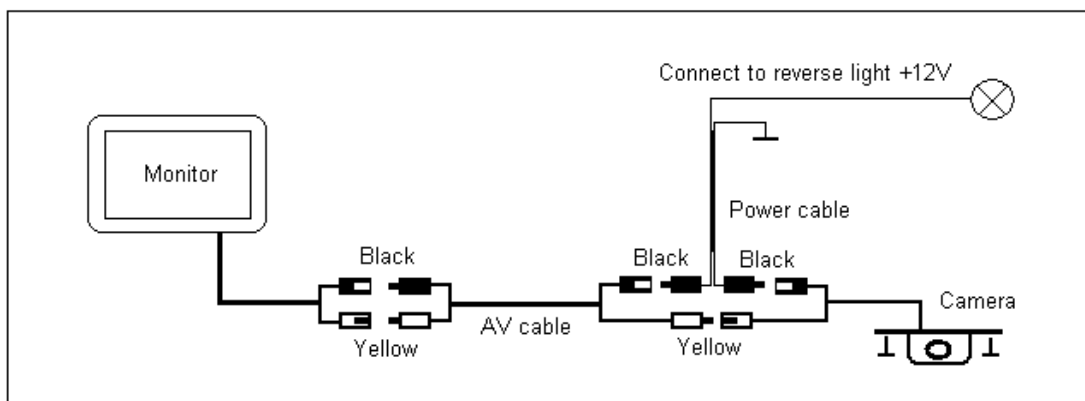 Connect to reverse light +12V
Monitor
Power cable
Black
Black
Black
Camera
AV cable
Yellow
Yellow